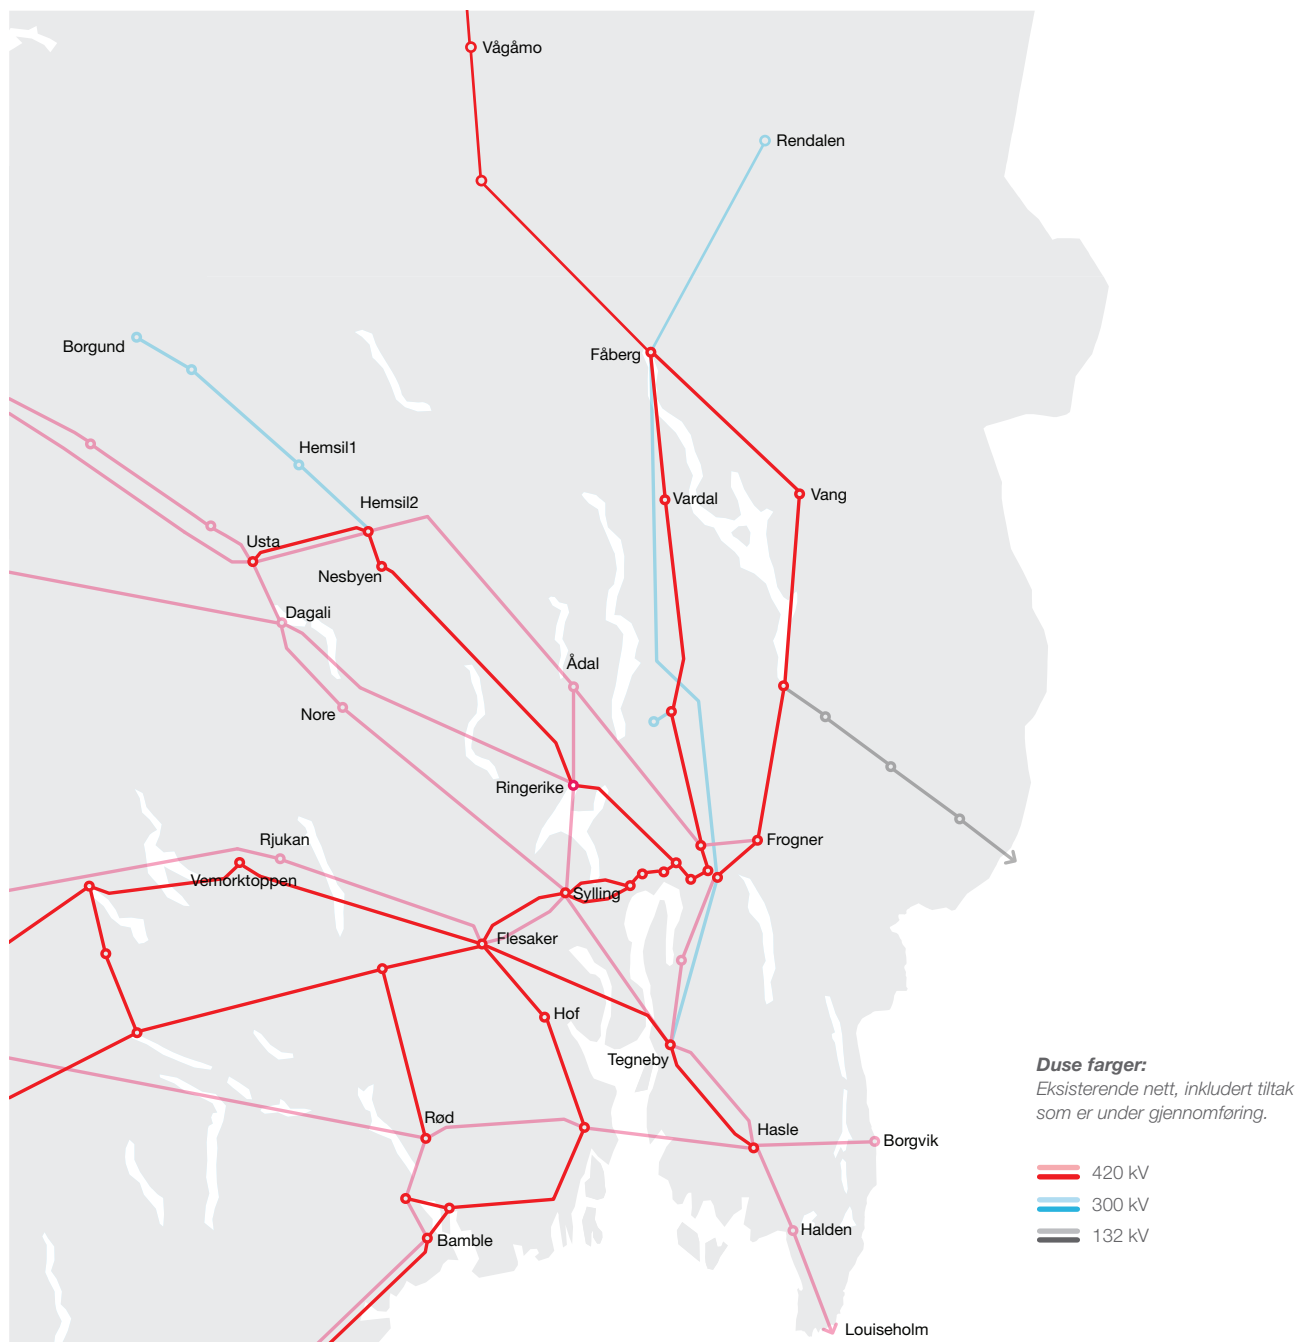 Vågåmo
Rendalen
Borgund
Fåberg
Hemsil1
Hemsil2
Vardal
Vang
Usta
Nesbyen
Dagali
Ådal
Nore
Ringerike
Rjukan
Frogner
Vemorktoppen
Sylling
Flesaker
Hof
Tegneby
Rød
Hasle
Borgvik
Bamble
Halden
Louiseholm
Duse farger:
Eksisterende nett, inkludert tiltak
som er under gjennomføring.
420 kV
300 kV
132 kV